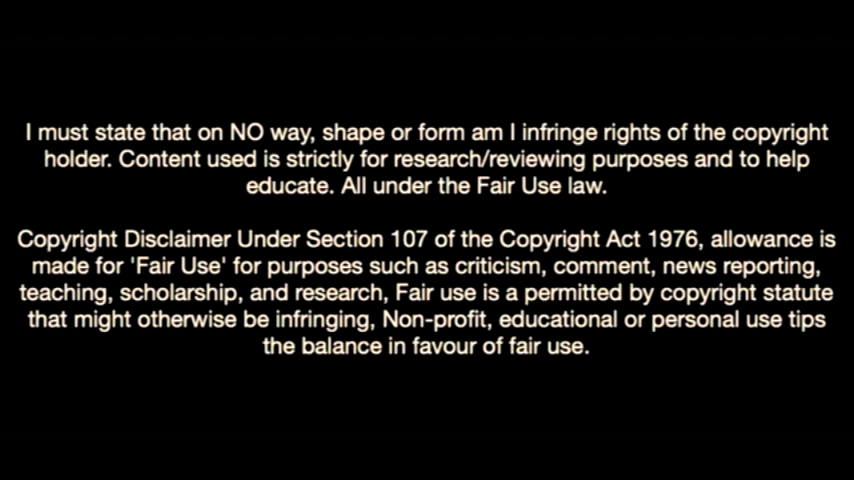 I must state that on NO way, shape or form am I infringe rights of the copyright
holder. Content used is strictly for research/reviewing purposes and to help
educate. All under the Fair Use law.
Copyright Disclaimer Under Section 107 of the Copyright Act 1976, allowance is
made for 'Fair Use' for purposes such as criticism, comment, news reporting,
teaching, scholarship, and research, Fair use is a permitted by copyright statute
that might otherwise be infringing, Non-profit, educational or personal use tips
the balance in favour of fair use.